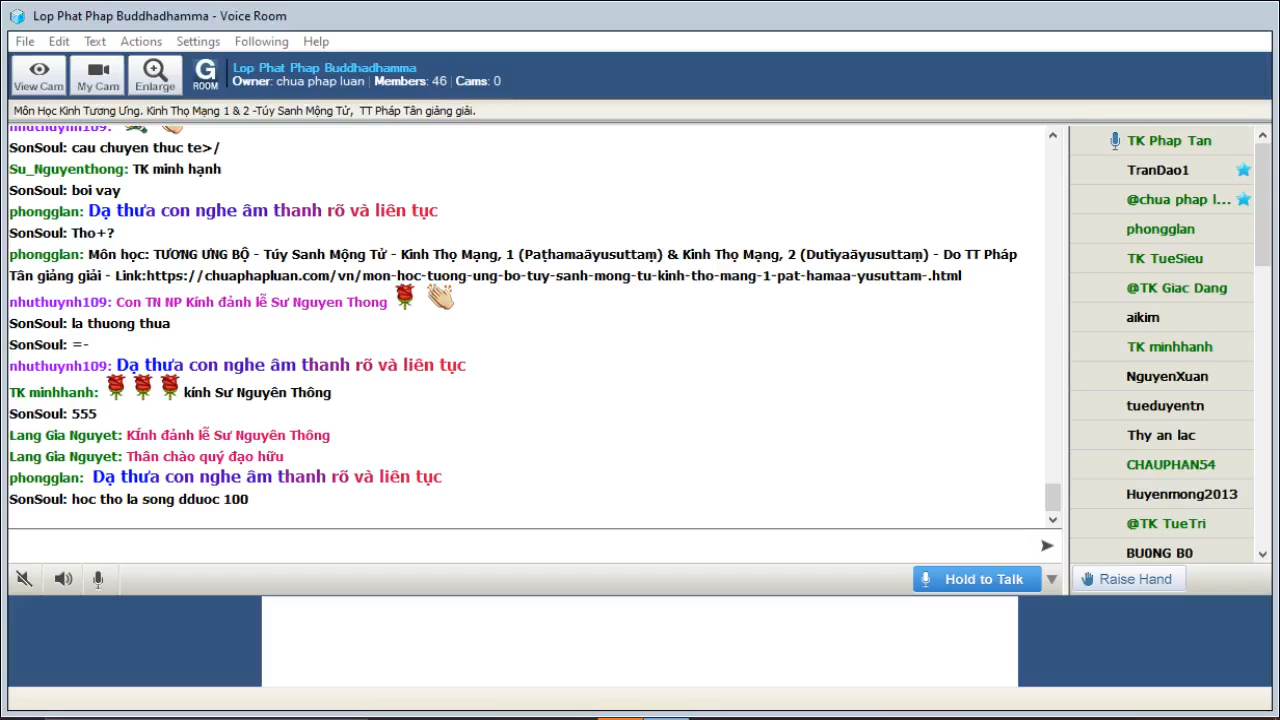 Lop Phat Phap Buddhadhamma - Voice Room
File Edit Text Actions Settings Following Help
View Cam My Cam Enlarge G ROOM
Lop Phat Phap Buddhadhamma
Owner: chua phap luan | Members: 46 | Cams: 0
Môn Học Kinh Tương Ưng. Kinh Thọ Mạng 1 & 2 -Túy Sanh Mộng Tử, TT Pháp Tân giảng giải.
nhuthuynh109:
SonSoul: cau chuyen thuc te>/
Su_Nguyenthong: TK minh hạnh
SonSoul: boi vay
phongglan: Dạ thưa con nghe âm thanh rõ và liên tục
SonSoul: Tho+?
phongglan: Môn học: TƯƠNG ƯNG BỘ - Túy Sanh Mộng Tử - Kinh Thọ Mạng, 1 (Paṭhamaāyusuttaṃ) & Kinh Thọ Mạng, 2 (Dutiyaāyusuttaṃ) - Do TT Pháp
Tân giảng giải - Link:https://chuaphapluan.com/vn/mon-hoc-tuong-ung-bo-tuy-sanh-mong-tu-kinh-tho-mang-1-pat-hamaa-yusuttam-.html
nhuthuynh109: Con TN NP Kính đảnh lễ Sư Nguyen Thong
SonSoul: la thuong thua
SonSoul: =-
nhuthuynh109: Dạ thưa con nghe âm thanh rõ và liên tục
TK minhhanh: kính Sư Nguyên Thông
SonSoul: 555
Lang Gia Nguyet: KÍnh đảnh lễ Sư Nguyên Thông
Lang Gia Nguyet: Thân chào quý đạo hữu
phongglan: Dạ thưa con nghe âm thanh rõ và liên tục
SonSoul: hoc tho la song dduoc 100
Hold to Talk
TK Phap Tan
TranDao1
@chua phap l...
phongglan
TK TueSieu
@TK Giac Dang
aikim
TK minhhanh
NguyenXuan
tueduyentn
Thy an lac
CHAUPHAN54
Huyenmong2013
@TK TueTri
BU0NG B0
Raise Hand